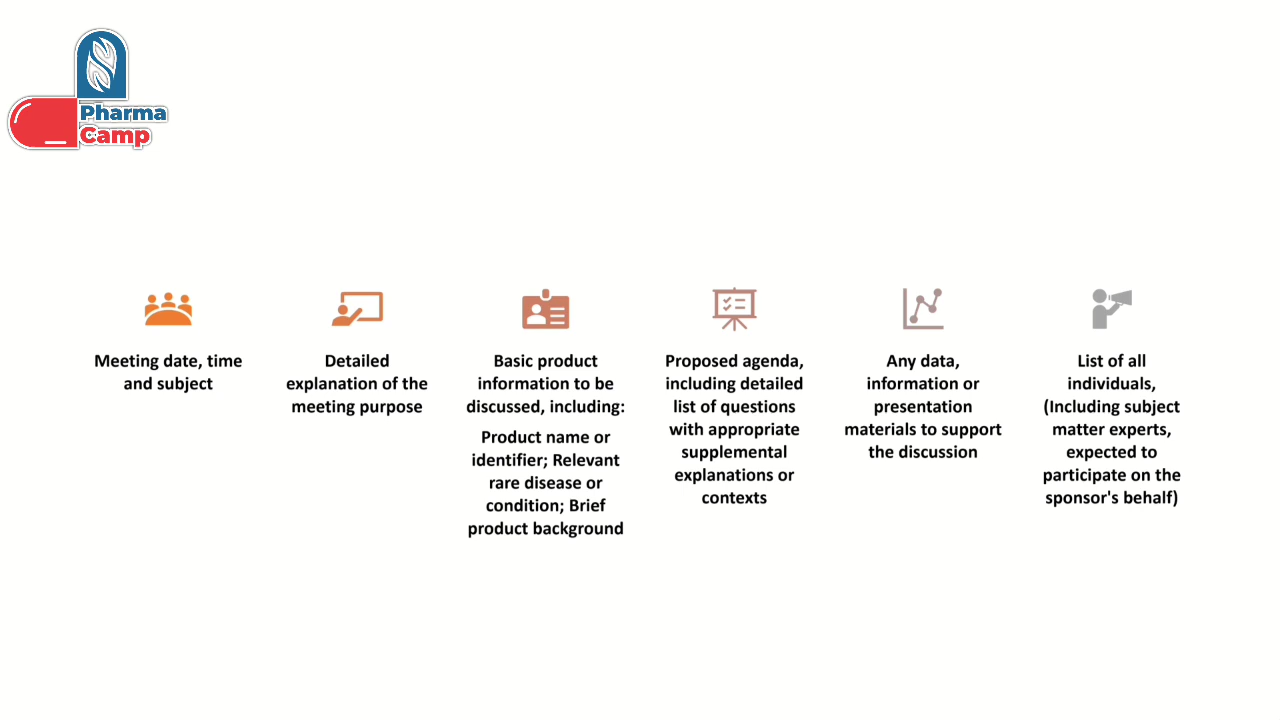 Pharma
Camp
Meeting date, time
and subject
Detailed
explanation of the
meeting purpose
Basic product
information to be
discussed, including:
Product name or
identifier; Relevant
rare disease or
condition; Brief
product background
Proposed agenda,
including detailed
list of questions
with appropriate
supplemental
explanations or
contexts
Any data,
information or
presentation
materials to support
the discussion
List of all
individuals,
(Including subject
matter experts,
expected to
participate on the
sponsor's behalf)